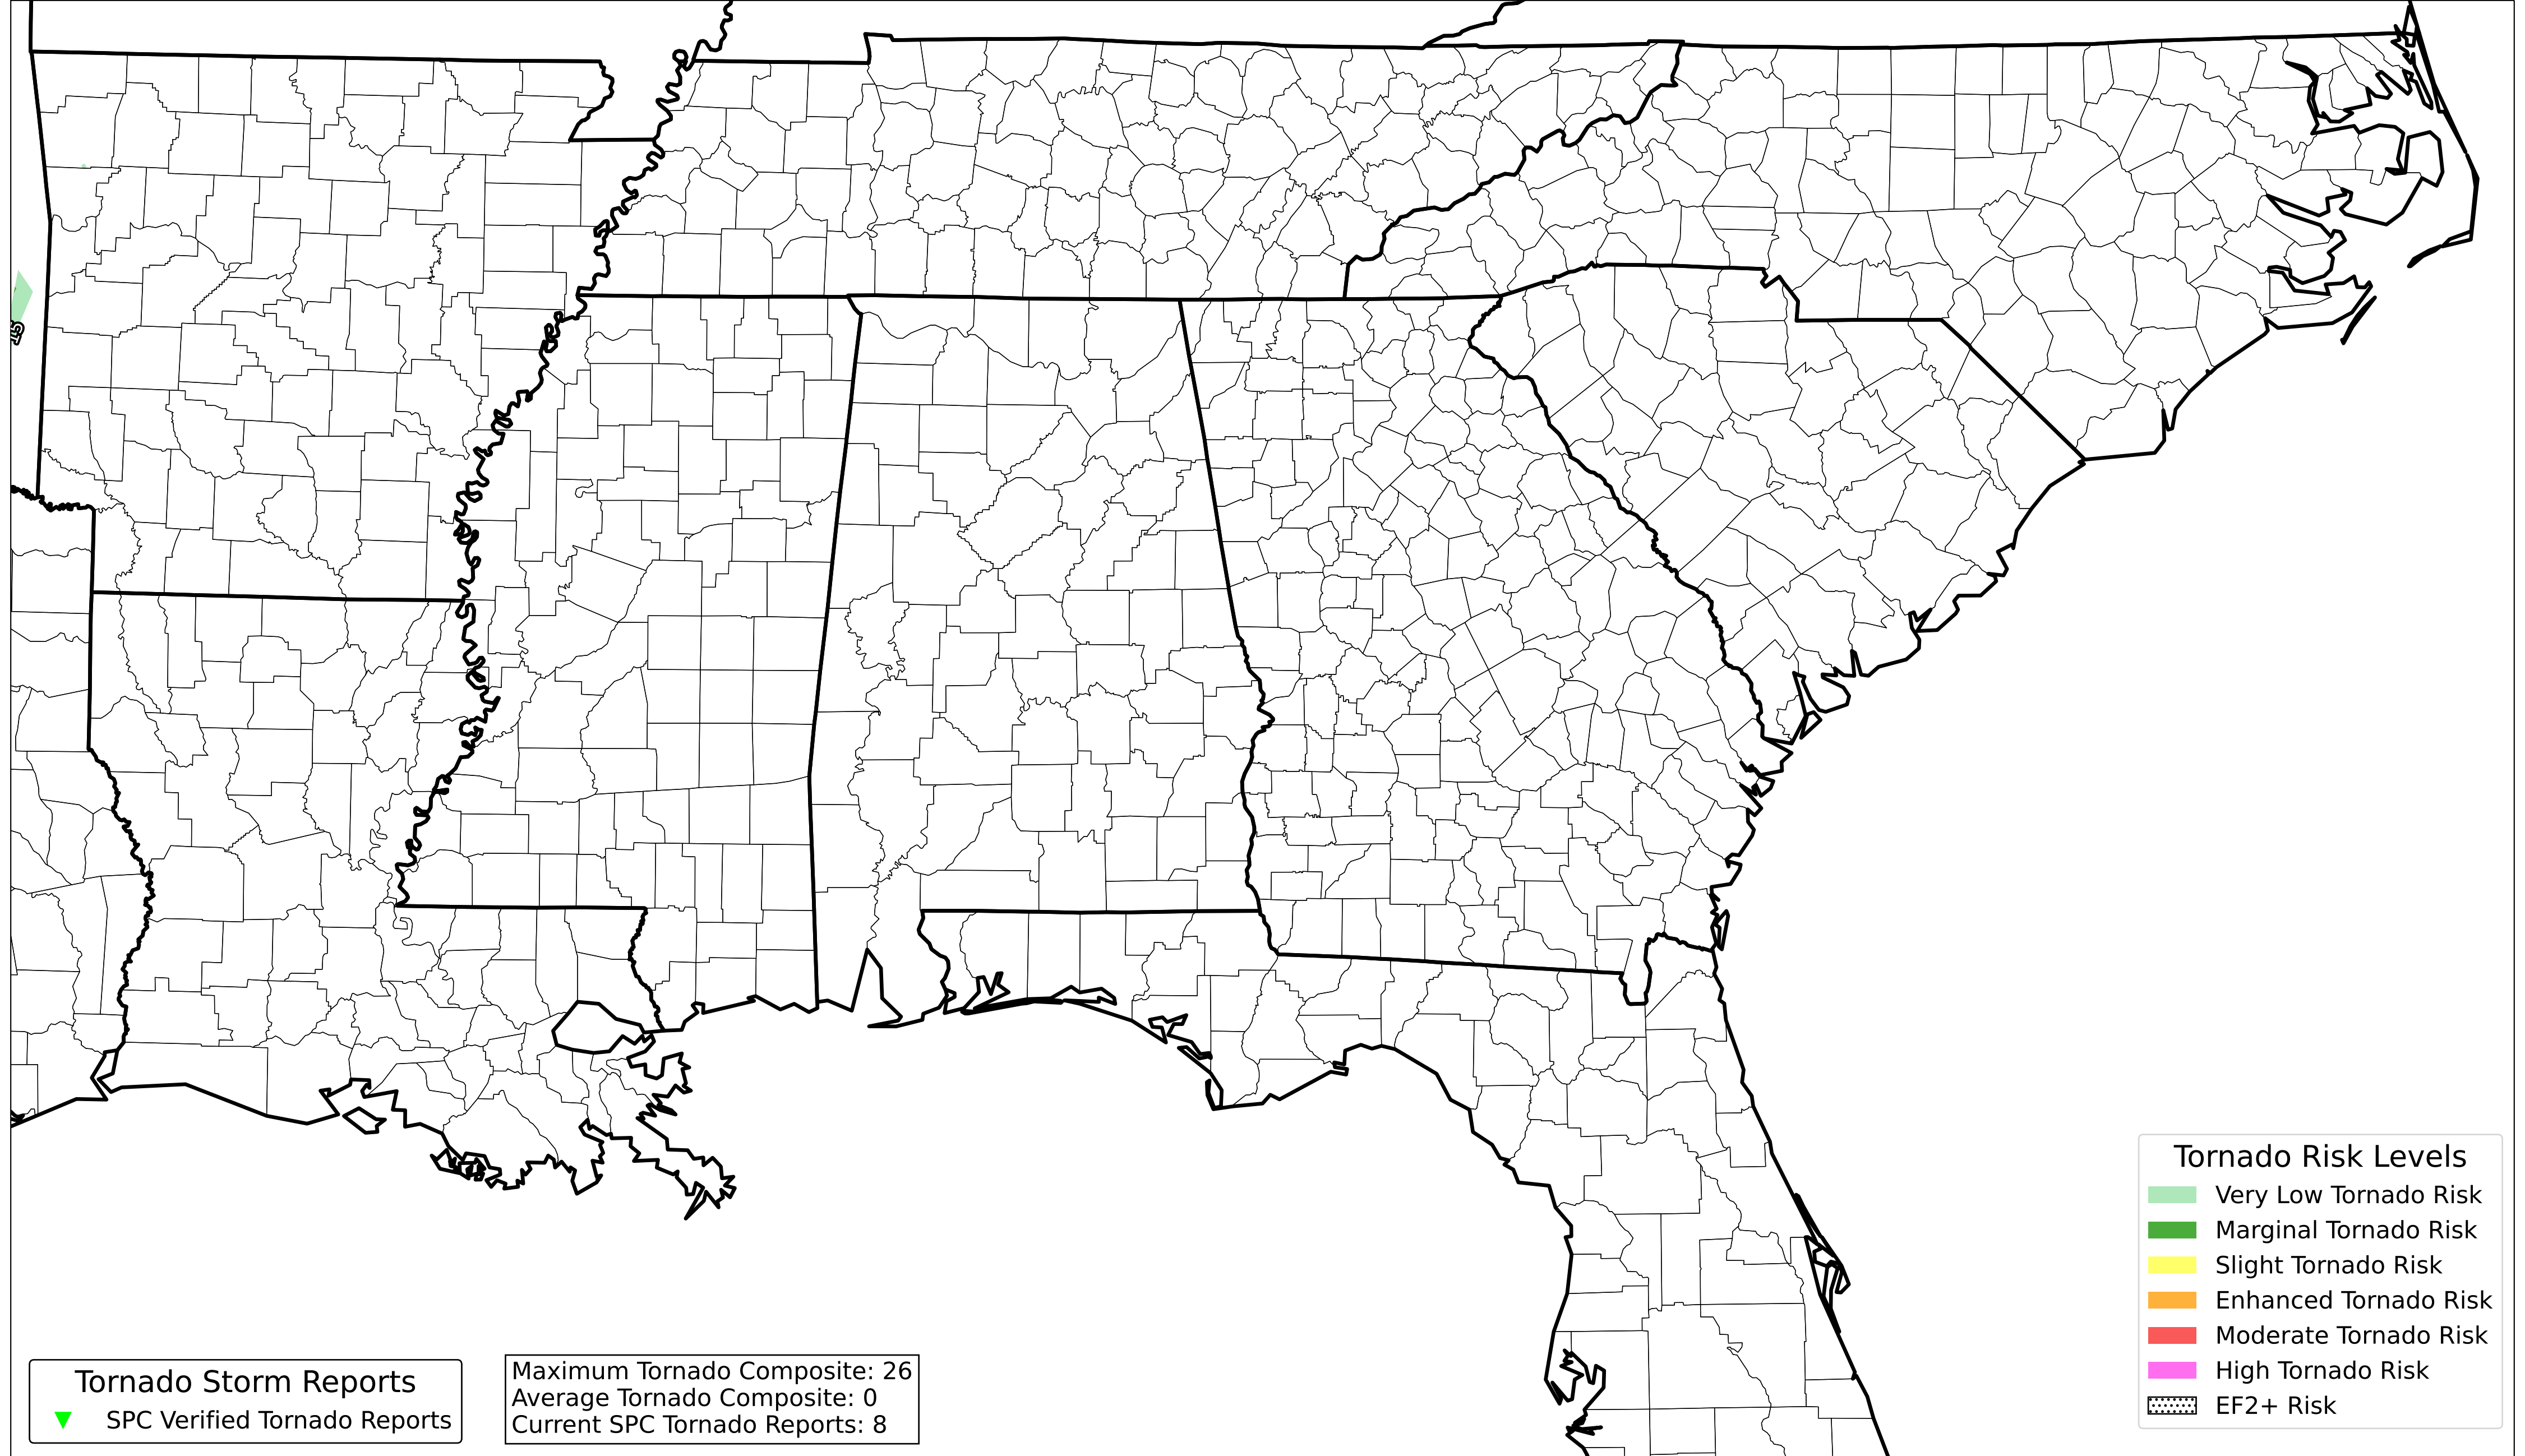 Tornado Storm Reports
SPC Verified Tornado Reports
Maximum Tornado Composite: 26
Average Tornado Composite: 0
Current SPC Tornado Reports: 8
Tornado Risk Levels
Very Low Tornado Risk
Marginal Tornado Risk
Slight Tornado Risk
Enhanced Tornado Risk
Moderate Tornado Risk
High Tornado Risk
EF2+ Risk